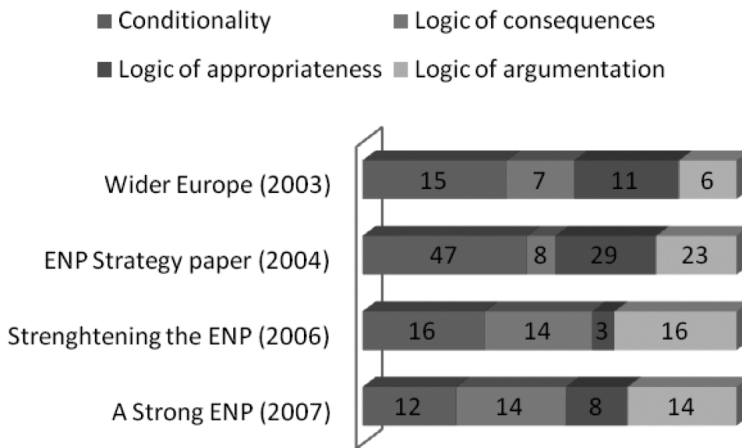 Conditionality Logic of consequences
Logic of appropriateness Logic of argumentation
Wider Europe (2003) 15 7 11 6
ENP Strategy paper (2004) 47 8 29 23
Strenghtening the ENP (2006) 16 14 3 16
A Strong ENP (2007) 12 14 8 14